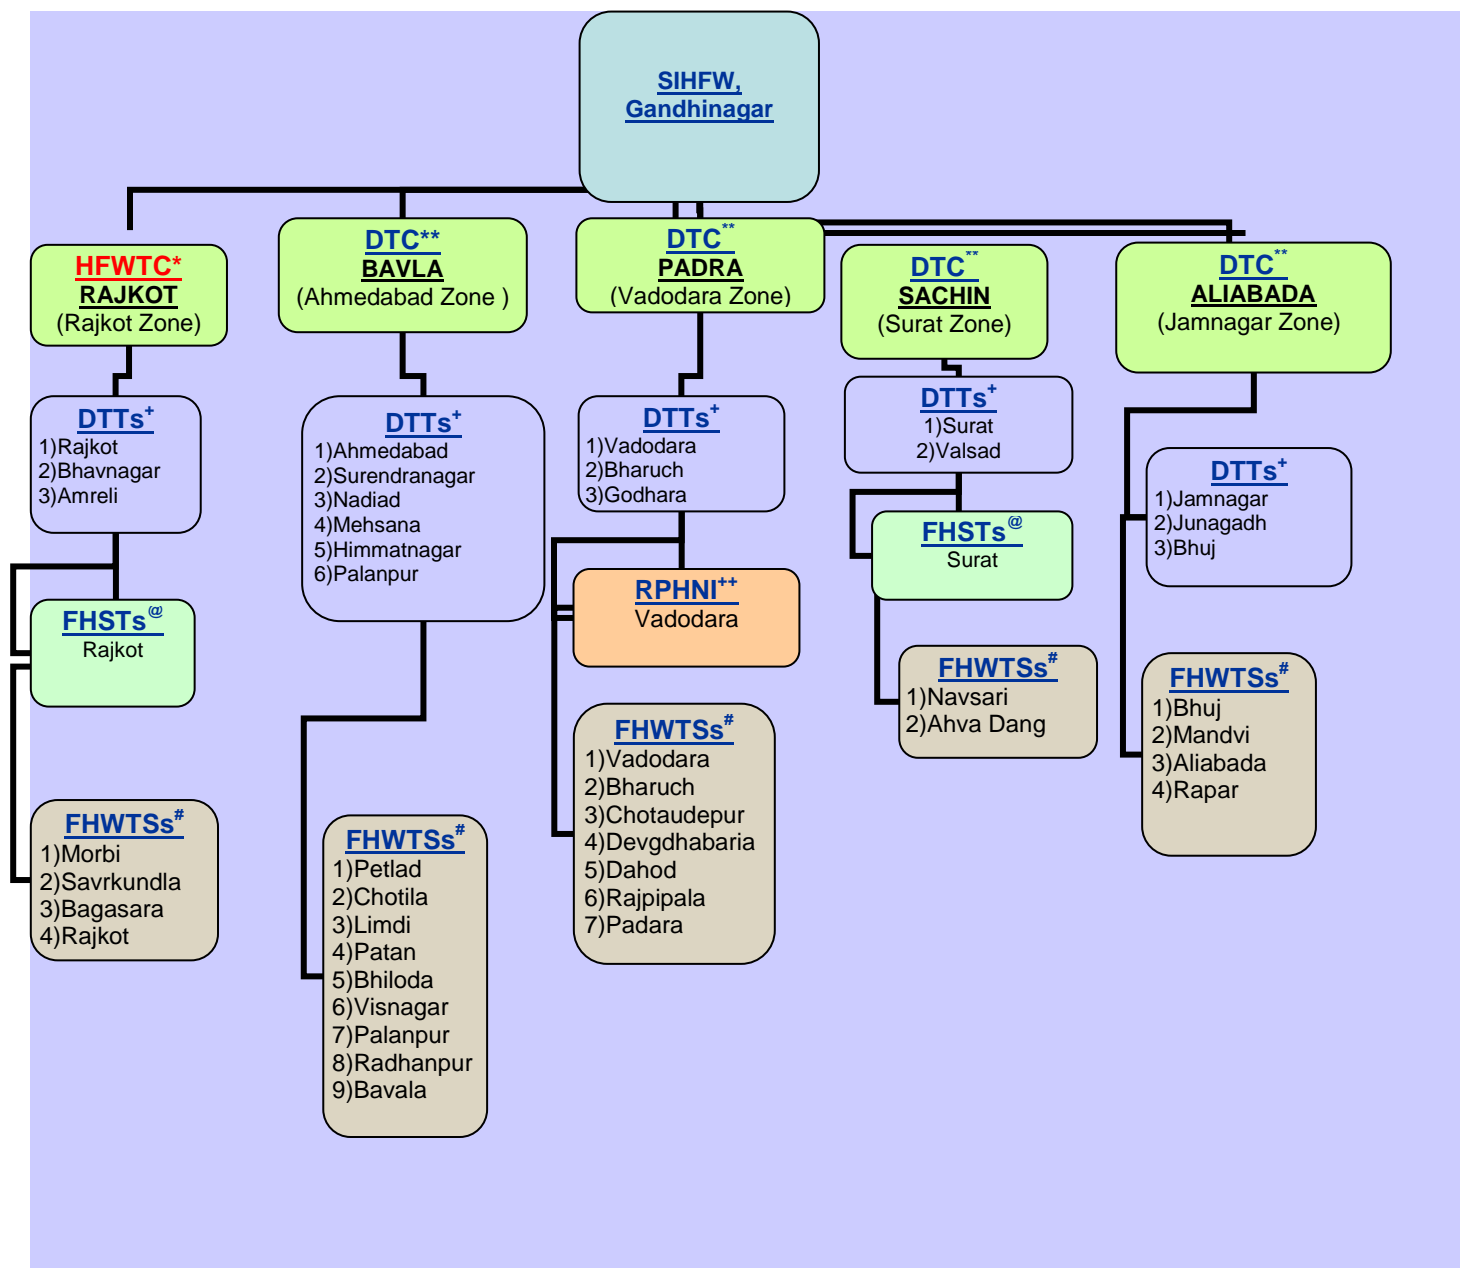 SIHFW,
Gandhinagar
HFWTC*
RAJKOT
(Rajkot Zone)
DTC**
BAVLA
(Ahmedabad Zone )
DTC**
PADRA
(Vadodara Zone)
DTC**
SACHIN
(Surat Zone)
DTC**
ALIABADA
(Jamnagar Zone)
DTTs+
1)Rajkot
2)Bhavnagar
3)Amreli
DTTs+
1)Ahmedabad
2)Surendranagar
3)Nadiad
4)Mehsana
5)Himmatnagar
6)Palanpur
DTTs+
1)Vadodara
2)Bharuch
3)Godhara
DTTs+
1)Surat
2)Valsad
DTTs+
1)Jamnagar
2)Junagadh
3)Bhuj
FHSTs@
Rajkot
RPHNI++
Vadodara
FHSTs@
Surat
FHWTSs#
1)Morbi
2)Savrkundla
3)Bagasara
4)Rajkot
FHWTSs#
1)Petlad
2)Chotila
3)Limdi
4)Patan
5)Bhiloda
6)Visnagar
7)Palanpur
8)Radhanpur
9)Bavala
FHWTSs#
1)Vadodara
2)Bharuch
3)Chotaudepur
4)Devgdhabaria
5)Dahod
6)Rajpipala
7)Padara
FHWTSs#
1)Navsari
2)Ahva Dang
FHWTSs#
1)Bhuj
2)Mandvi
3)Aliabada
4)Rapar